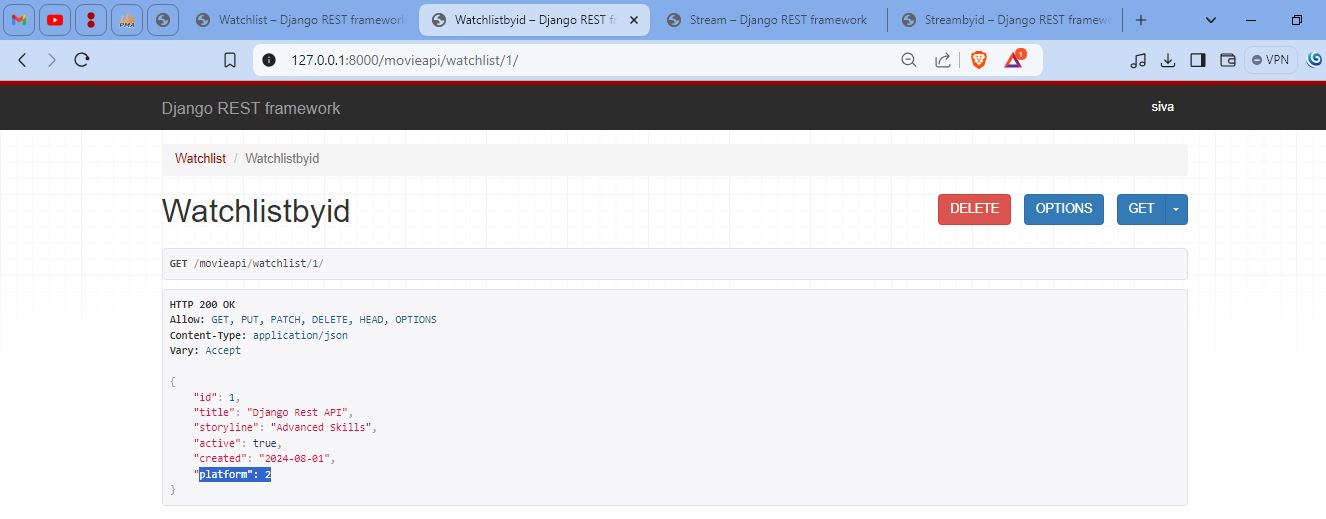 Watchlist – Django REST framework
Watchlistbyid – Django REST f
Stream – Django REST framework
Streambyid – Django REST framew
127.0.0.1:8000/movieapi/watchlist/1/
1
VPN
Django REST framework
siva
Watchlist / Watchlistbyid
Watchlistbyid
DELETE
OPTIONS
GET
GET /movieapi/watchlist/1/
HTTP 200 OK
Allow: GET, PUT, PATCH, DELETE, HEAD, OPTIONS
Content-Type: application/json
Vary: Accept
{
"id": 1,
"title": "Django Rest API",
"storyline": "Advanced Skills",
"active": true,
"created": "2024-08-01",
"platform": 2
}